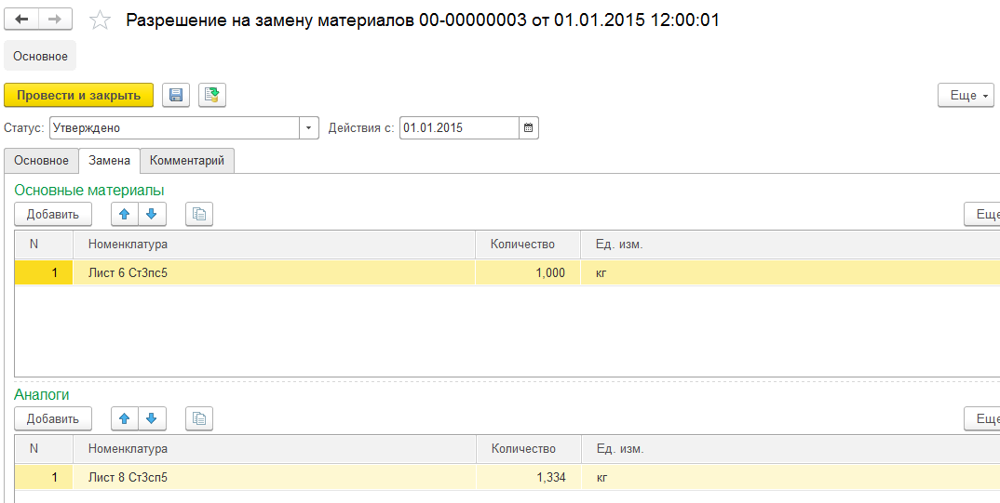 Разрешение на замену материалов 00-00000003 от 01.01.2015 12:00:01
Основное
Провести и закрыть Еще
Статус: Утверждено Действия с: 01.01.2015
Основное Замена Комментарий
Основные материалы
Добавить Еще
N Номенклатура Количество Ед. изм.
1 Лист 6 Ст3пс5 1,000 кг
Аналоги
Добавить Еще
N Номенклатура Количество Ед. изм.
1 Лист 8 Ст3сп5 1,334 кг